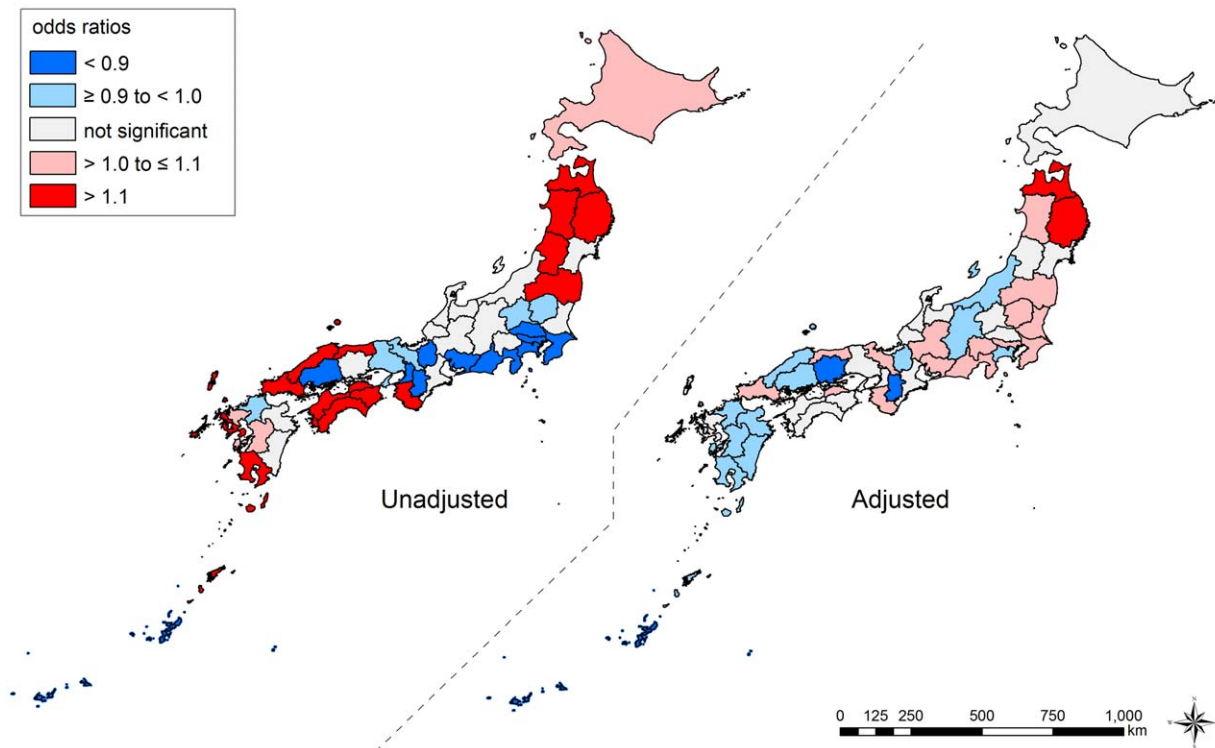 odds ratios
< 0.9
≥ 0.9 to < 1.0
not significant
> 1.0 to ≤ 1.1
> 1.1
Unadjusted
Adjusted
0 125 250 500 750 1,000
km
N
W E
S